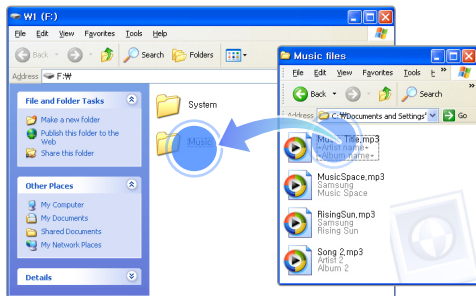 W1 (F:)
File Edit View Favorites Tools Help
Back Search Folders
Address F:₩
File and Folder Tasks
Make a new folder
Publish this folder to the
Web
Share this folder
Other Places
My Computer
My Documents
Shared Documents
My Network Places
Details
System
Music
Music files
File Edit View Favorites Tools »
Back Search »
Address C:₩Documents and Settings Go
Music Title,mp3
-Artist name-
-Album name-
MusicSpace,mp3
Samsung
Music Space
RisingSun,mp3
Samsung
Rising Sun
Song 2,mp3
Artist 2
Album 2